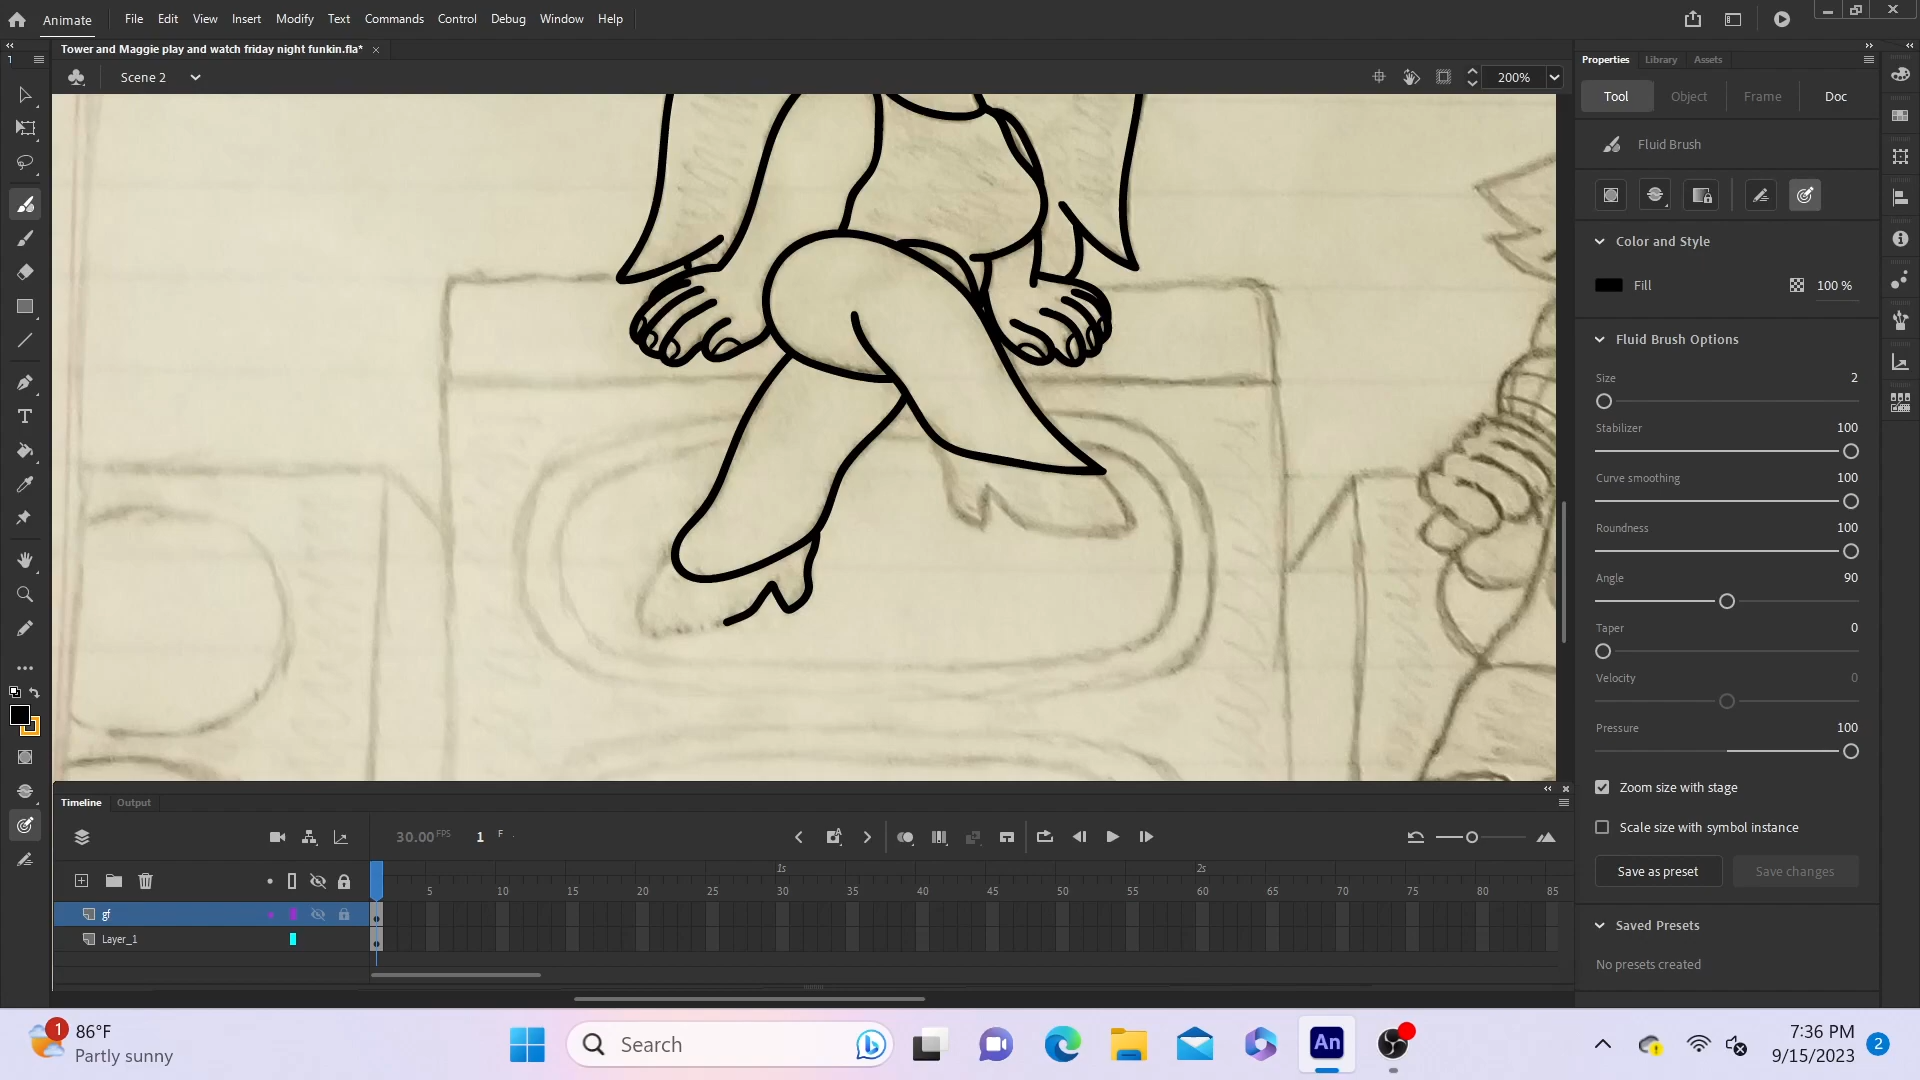 Animate
File
Edit
View
Insert
Modify
Text
Commands
Control
Debug
Window
Help
Tower and Maggie play and watch friday night funkin.fla*
Scene 2
200%
Properties
Library
Assets
Tool
Object
Frame
Doc
Fluid Brush
Color and Style
Fill
100 %
Fluid Brush Options
Size
2
Stabilizer
100
Curve smoothing
100
Roundness
100
Angle
90
Taper
0
Velocity
0
Pressure
100
Zoom size with stage
Scale size with symbol instance
Save as preset
Save changes
Saved Presets
No presets created
Timeline
Output
30.00 FPS
1 F
1s
2s
5 10 15 20 25 30 35 40 45 50 55 60 65 70 75 80 85
gf
Layer_1
1
86°F
Partly sunny
Search
An
7:36 PM
9/15/2023
2